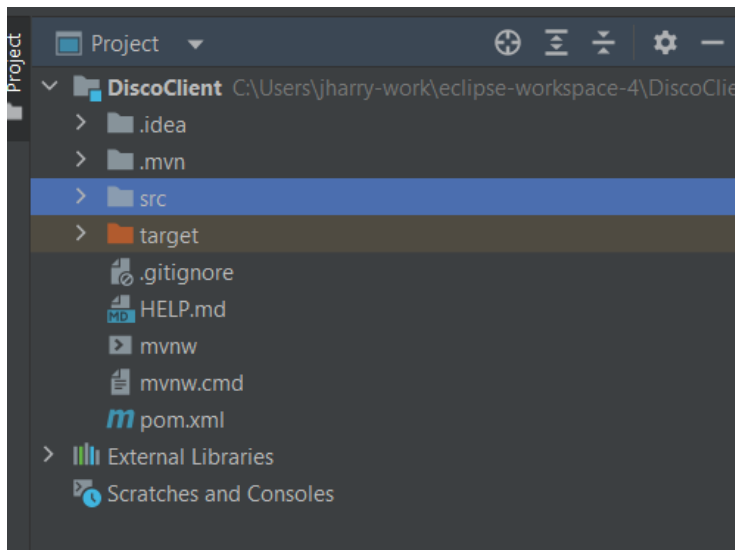 Project
Project
DiscoClient C:\Users\jharry-work\eclipse-workspace-4\DiscoClie
.idea
.mvn
src
target
.gitignore
MD HELP.md
mvnw
mvnw.cmd
m pom.xml
External Libraries
Scratches and Consoles